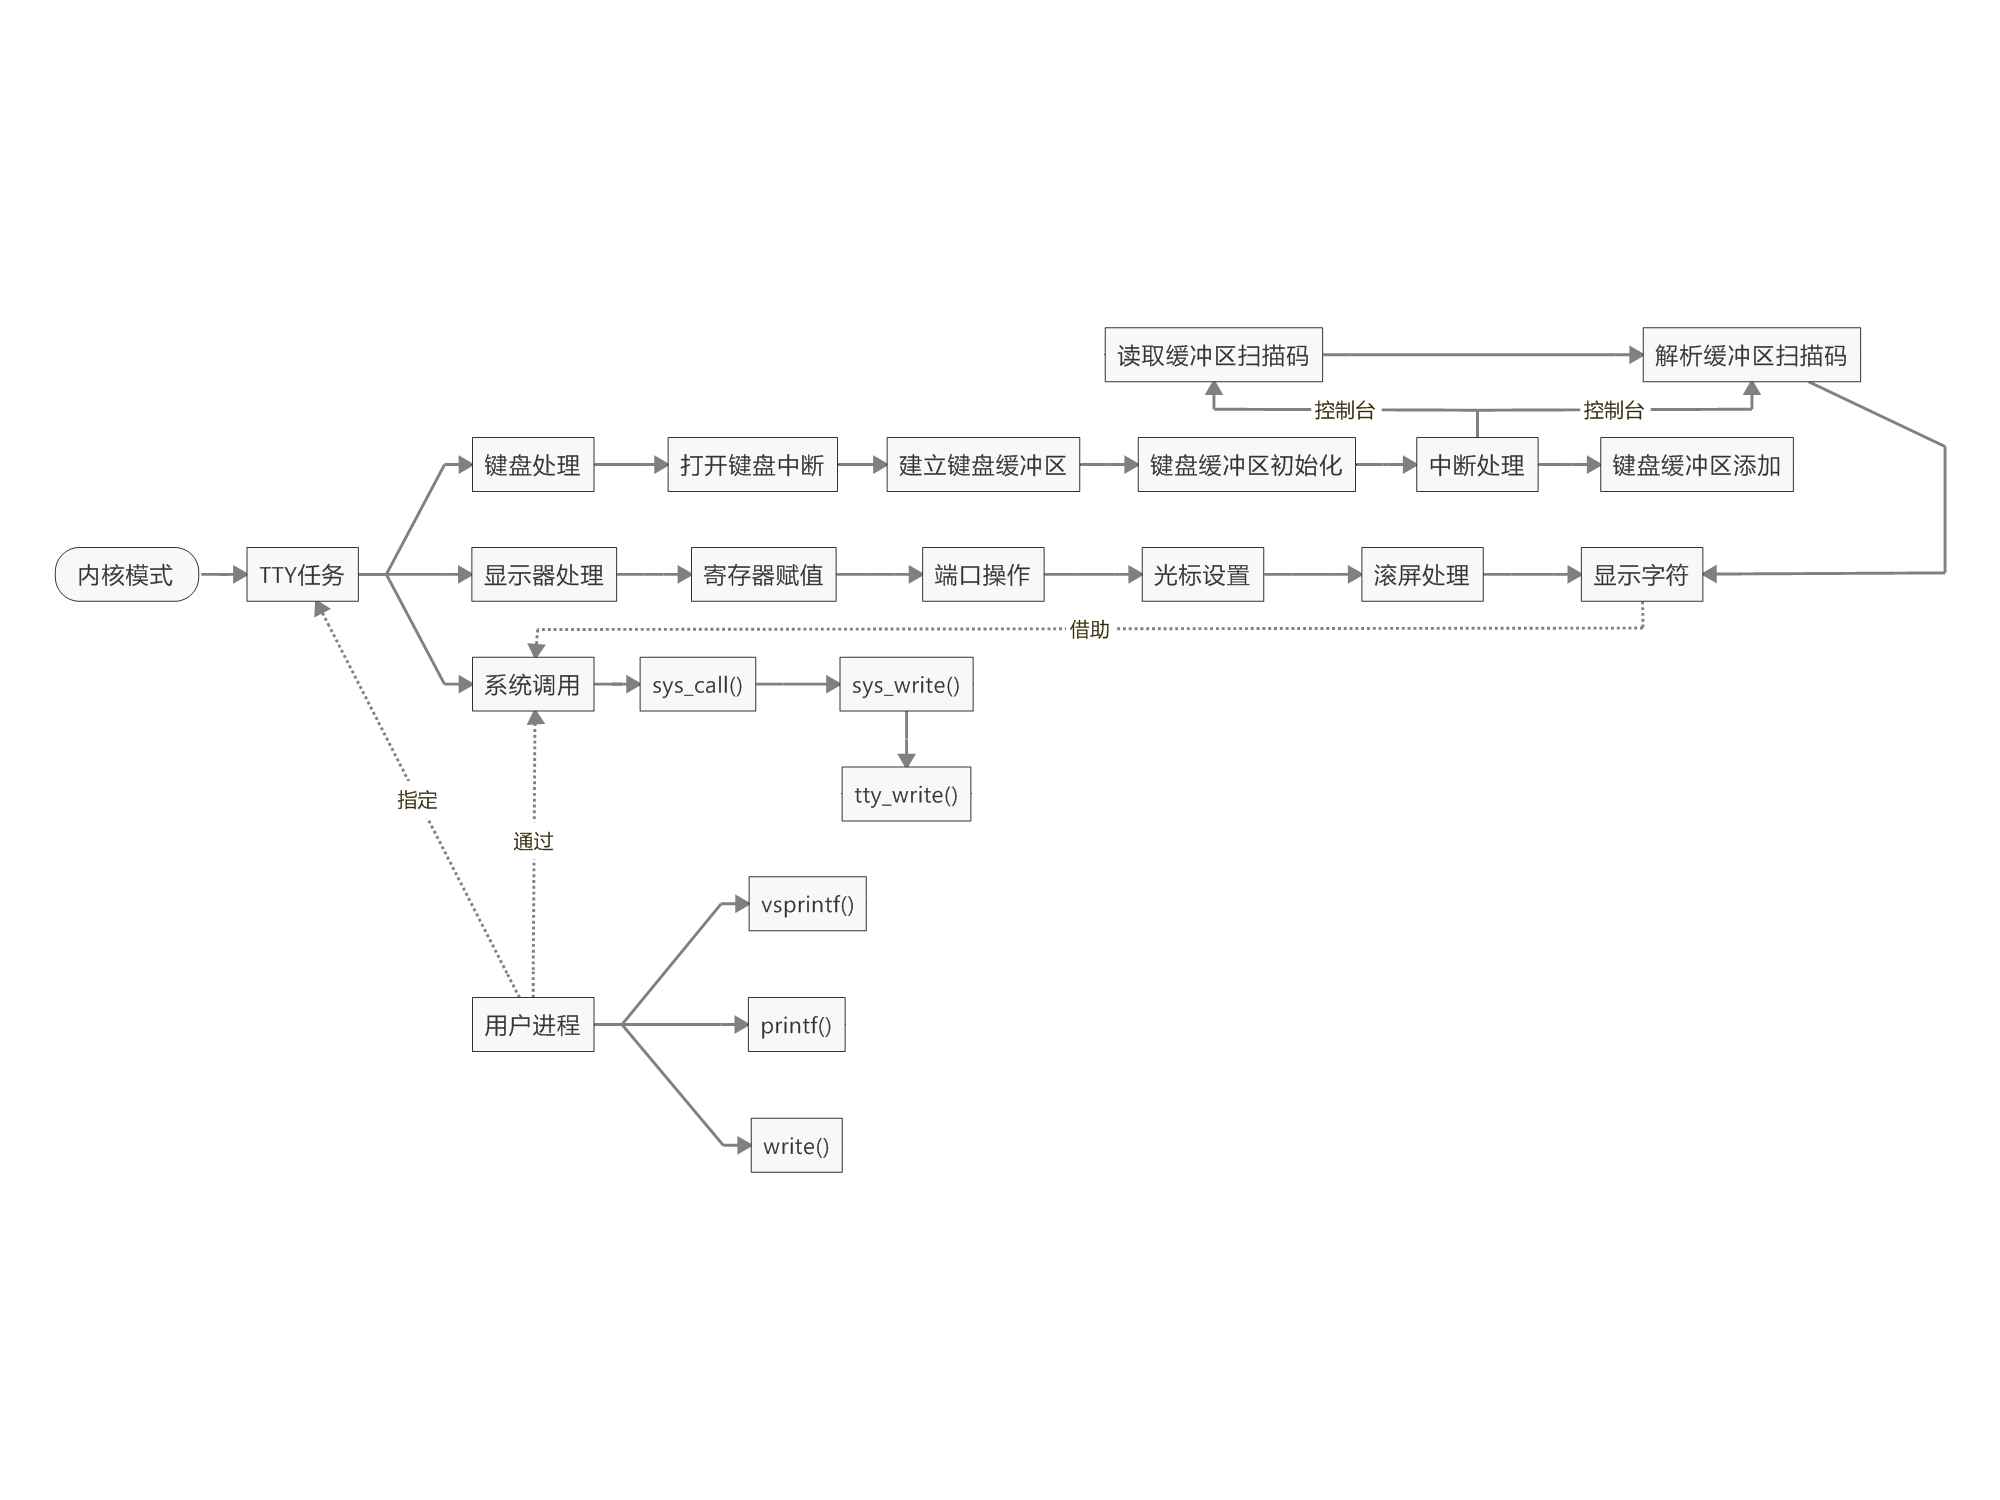 读取缓冲区扫描码
解析缓冲区扫描码
控制台
控制台
键盘处理
打开键盘中断
建立键盘缓冲区
键盘缓冲区初始化
中断处理
键盘缓冲区添加
内核模式
TTY任务
显示器处理
寄存器赋值
端口操作
光标设置
滚屏处理
显示字符
借助
系统调用
sys_call()
sys_write()
tty_write()
指定
通过
vsprintf()
用户进程
printf()
write()